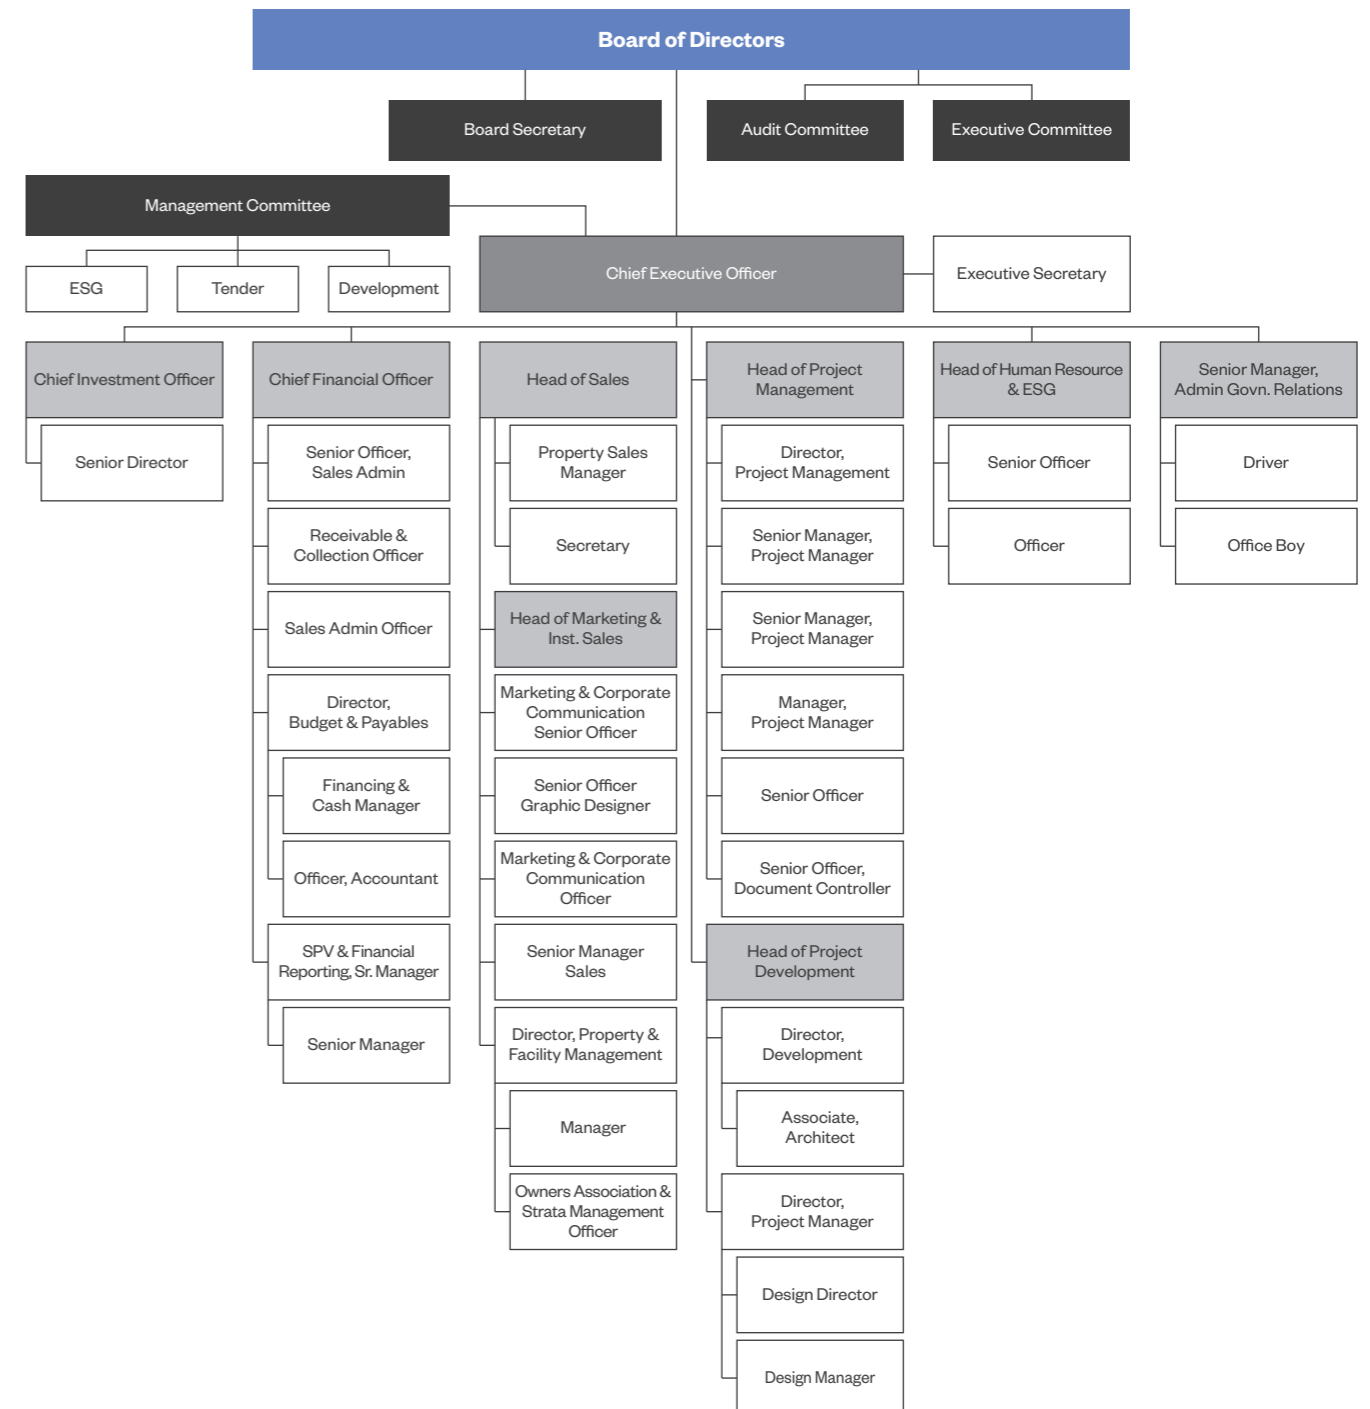 Board of Directors
Board Secretary
Audit Committee
Executive Committee
Management Committee
ESG
Tender
Development
Chief Executive Officer
Executive Secretary
Chief Investment Officer
Senior Director
Chief Financial Officer
Senior Officer,
Sales Admin
Receivable &
Collection Officer
Sales Admin Officer
Director,
Budget & Payables
Financing &
Cash Manager
Officer, Accountant
SPV & Financial
Reporting, Sr. Manager
Senior Manager
Head of Sales
Property Sales
Manager
Secretary
Head of Marketing &
Inst. Sales
Marketing & Corporate
Communication
Senior Officer
Senior Officer
Graphic Designer
Marketing & Corporate
Communication
Officer
Senior Manager
Sales
Director, Property &
Facility Management
Manager
Owners Association &
Strata Management
Officer
Head of Project
Management
Director,
Project Management
Senior Manager,
Project Manager
Senior Manager,
Project Manager
Manager,
Project Manager
Senior Officer
Senior Officer,
Document Controller
Head of Project
Development
Director,
Development
Associate,
Architect
Director,
Project Manager
Design Director
Design Manager
Head of Human Resource
& ESG
Senior Officer
Officer
Senior Manager,
Admin Govn. Relations
Driver
Office Boy